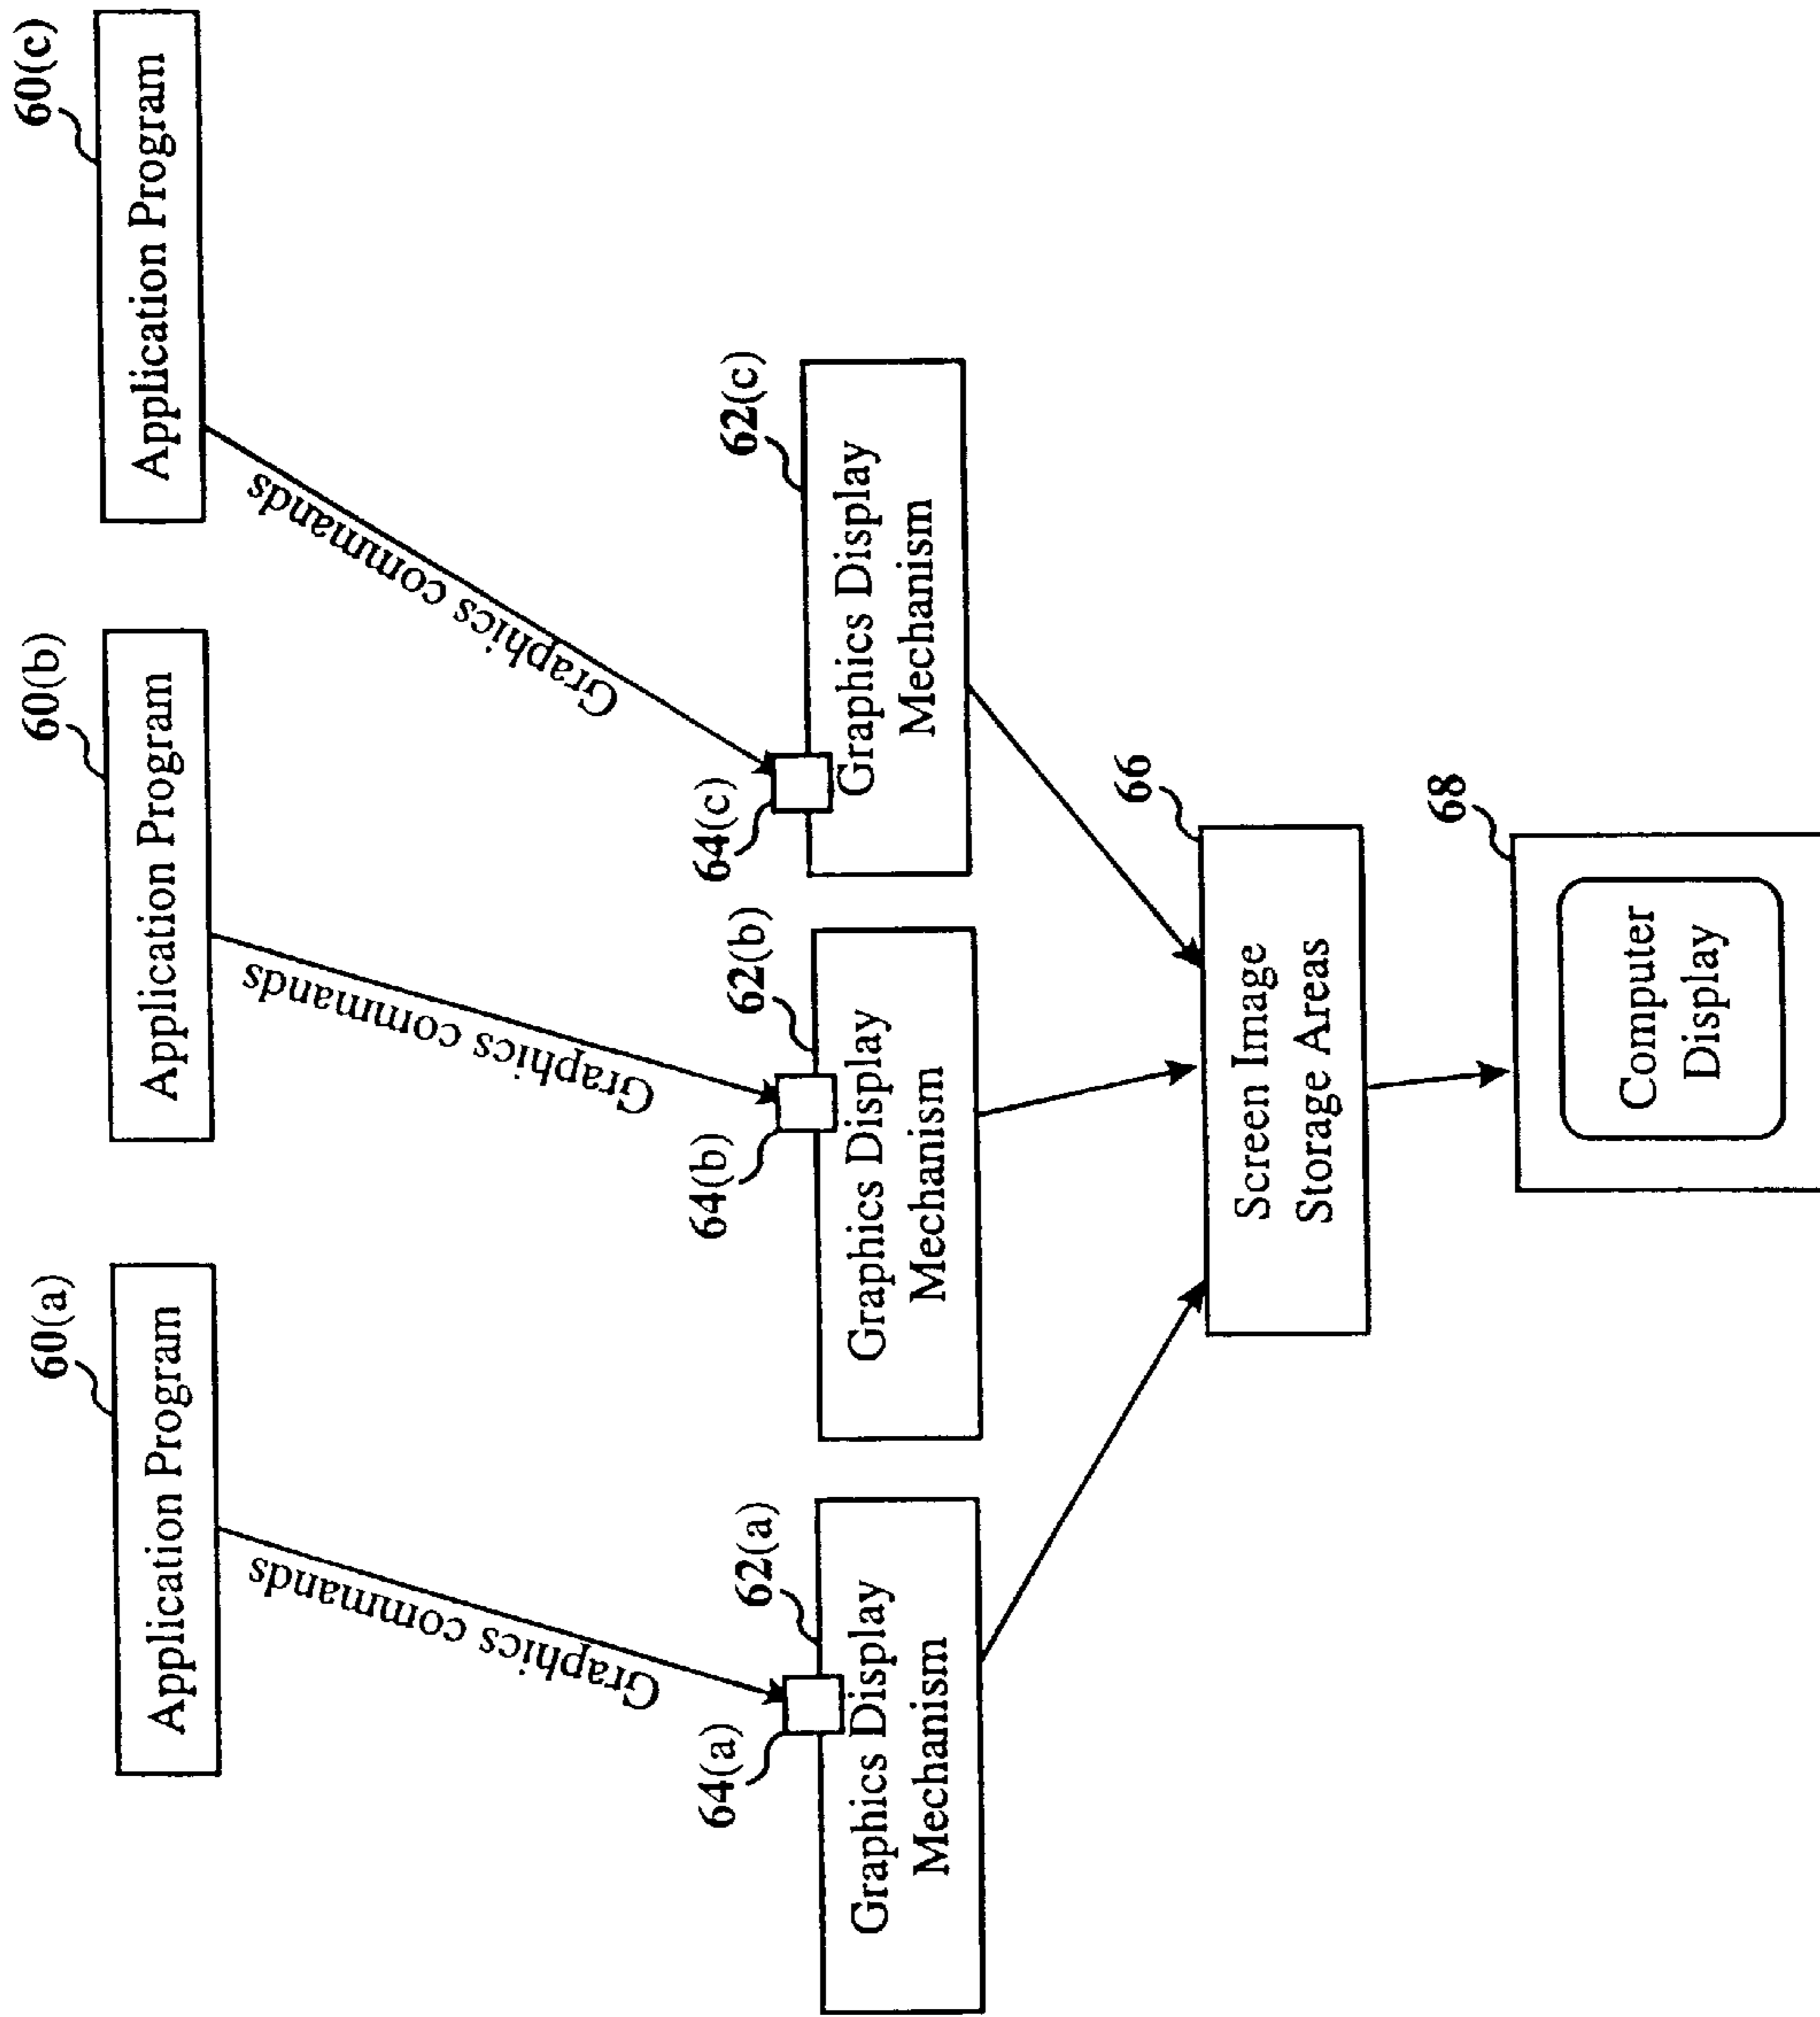 60(a)
Application Program
60(b)
Application Program
60(c)
Application Program
Graphics commands
Graphics commands
Graphics commands
64(a)
62(a)
Graphics Display
Mechanism
64(b)
62(b)
Graphics Display
Mechanism
64(c)
62(c)
Graphics Display
Mechanism
66
Screen Image
Storage Areas
68
Computer
Display